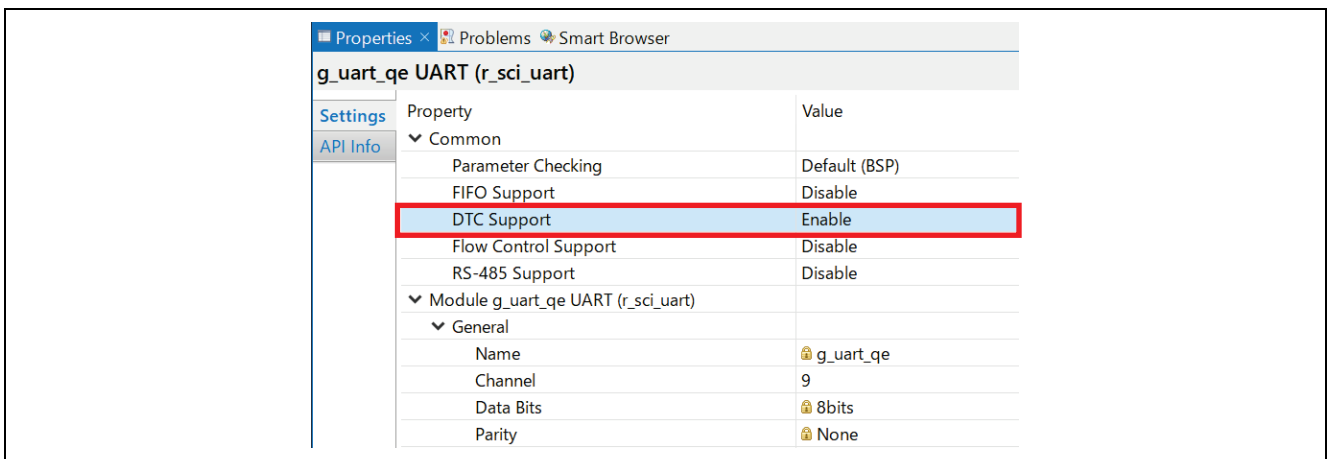 Properties Problems Smart Browser
g_uart_qe UART (r_sci_uart)
Settings Property Value
API Info Common
Parameter Checking Default (BSP)
FIFO Support Disable
DTC Support Enable
Flow Control Support Disable
RS-485 Support Disable
Module g_uart_qe UART (r_sci_uart)
General
Name g_uart_qe
Channel 9
Data Bits 8bits
Parity None